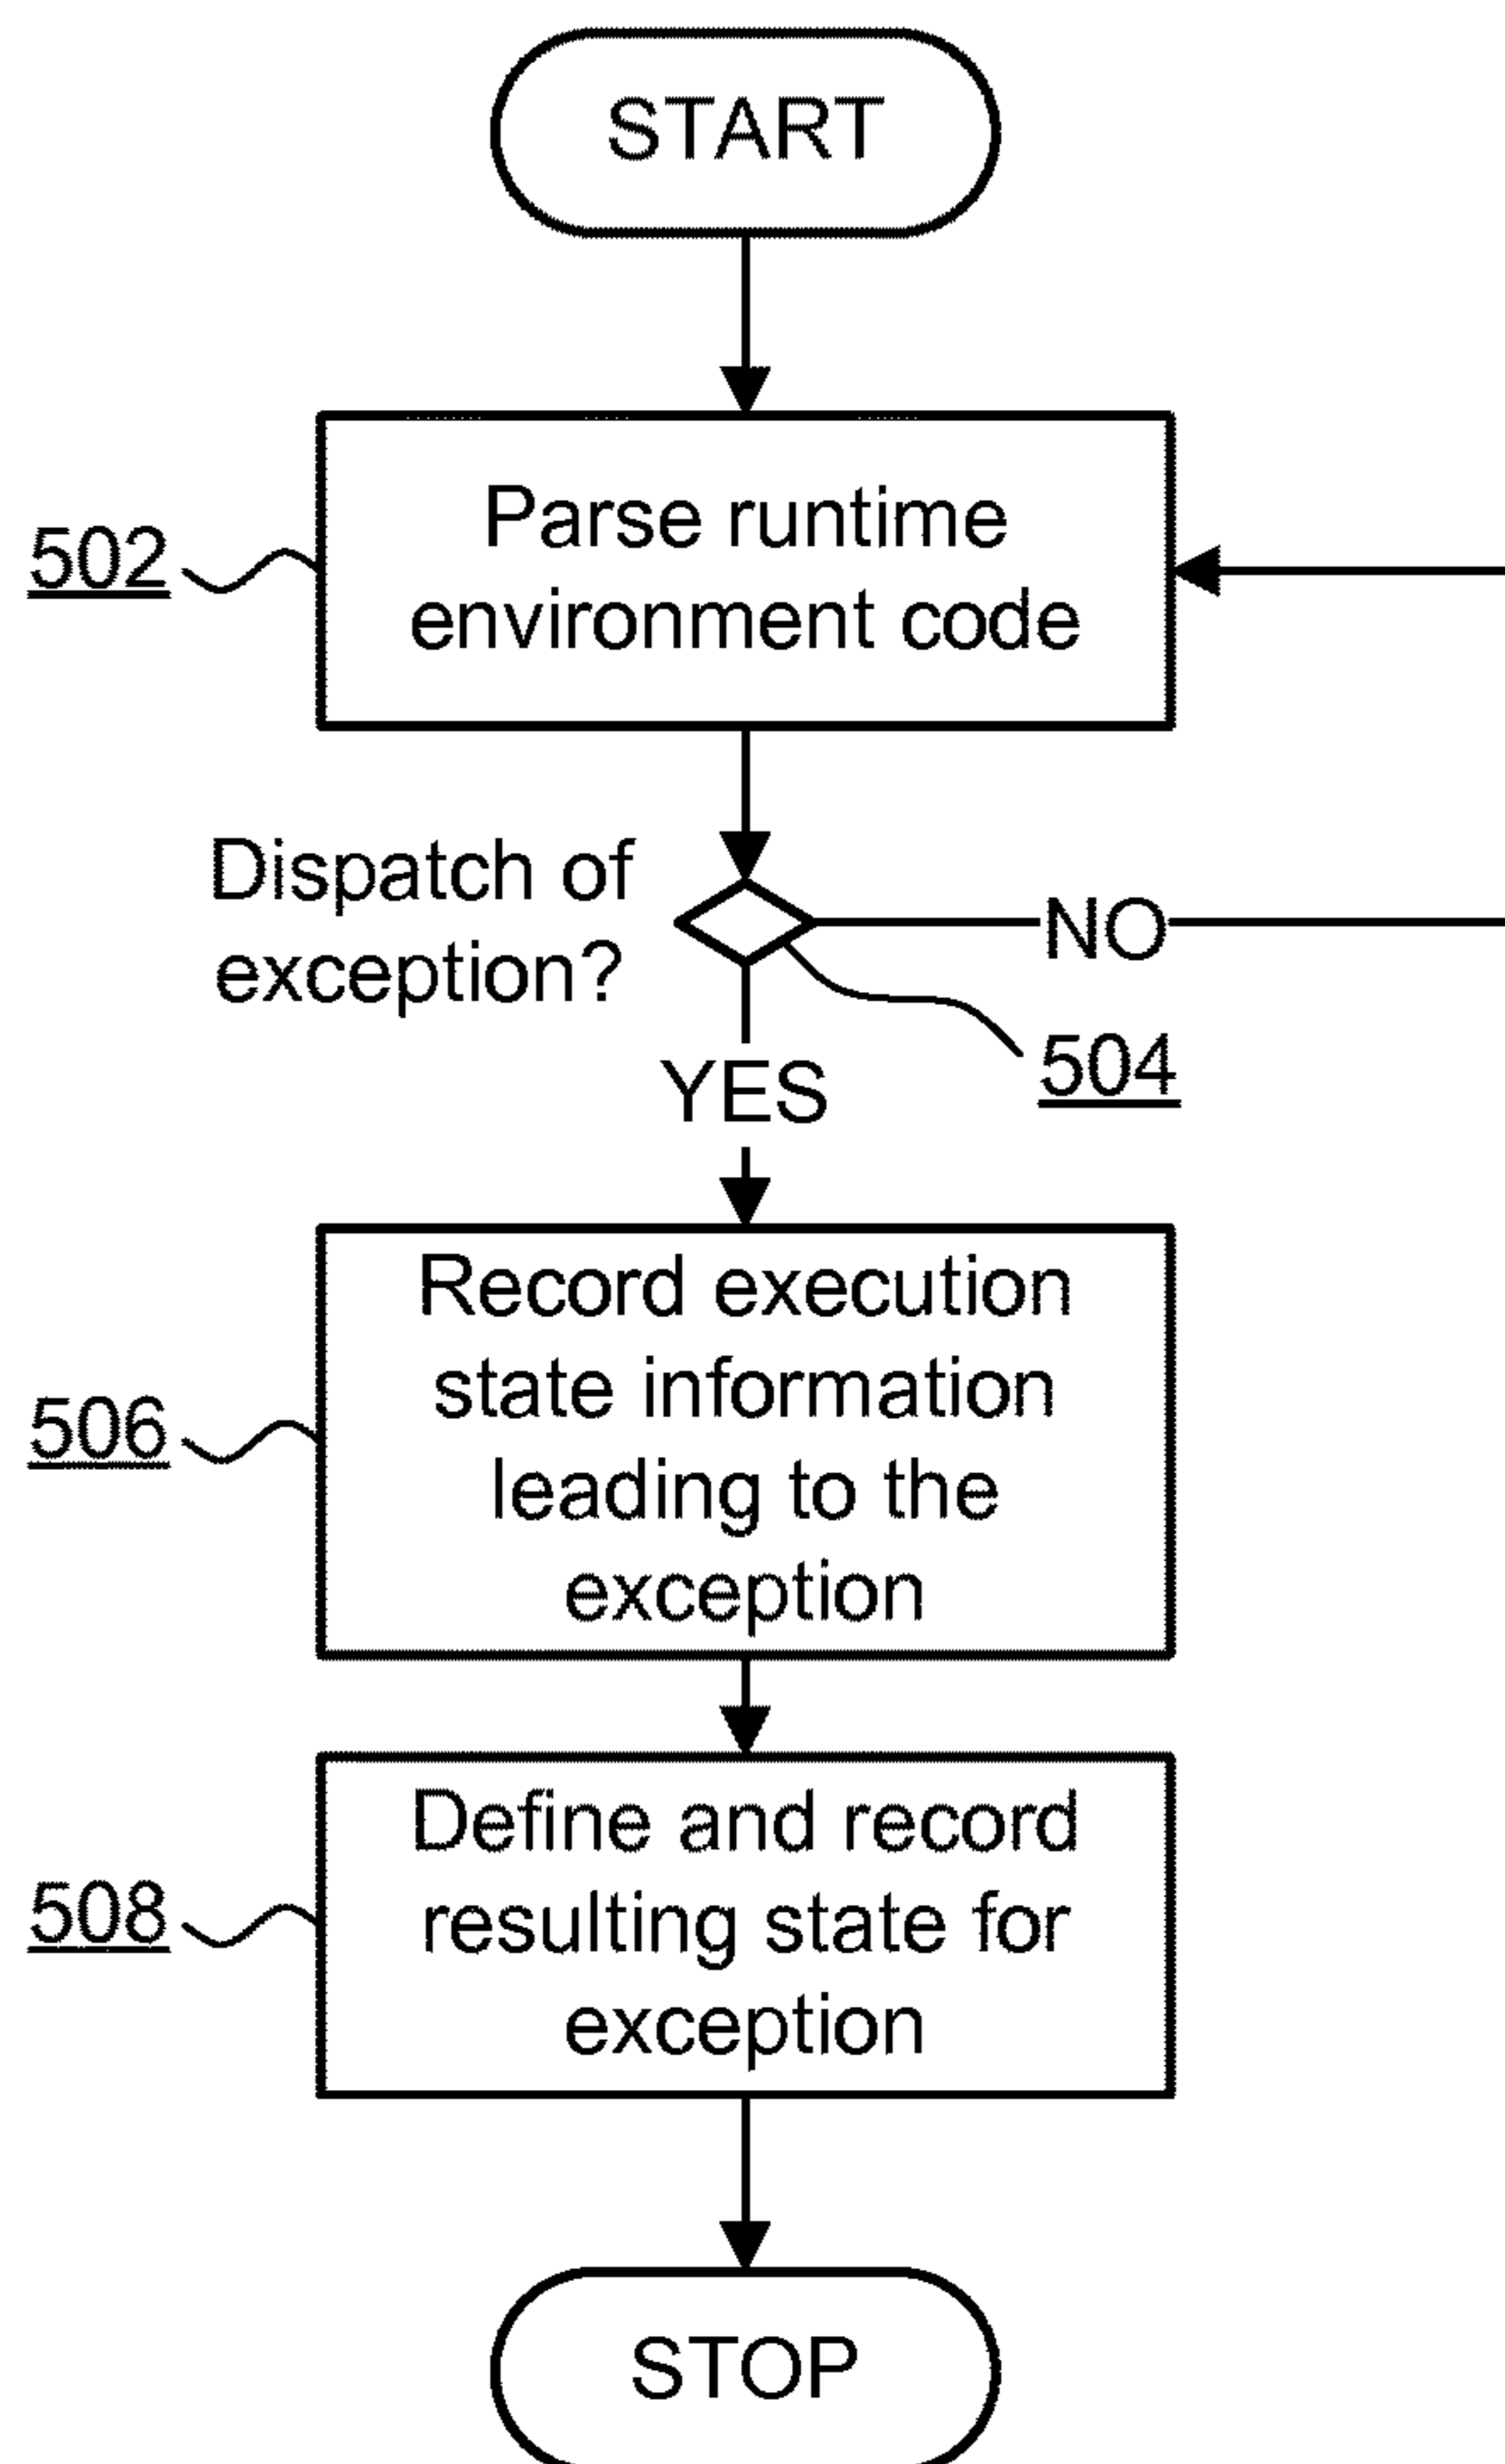 START
502
Parse runtime
environment code
Dispatch of
exception?
NO
504
YES
506
Record execution
state information
leading to the
exception
508
Define and record
resulting state for
exception
STOP